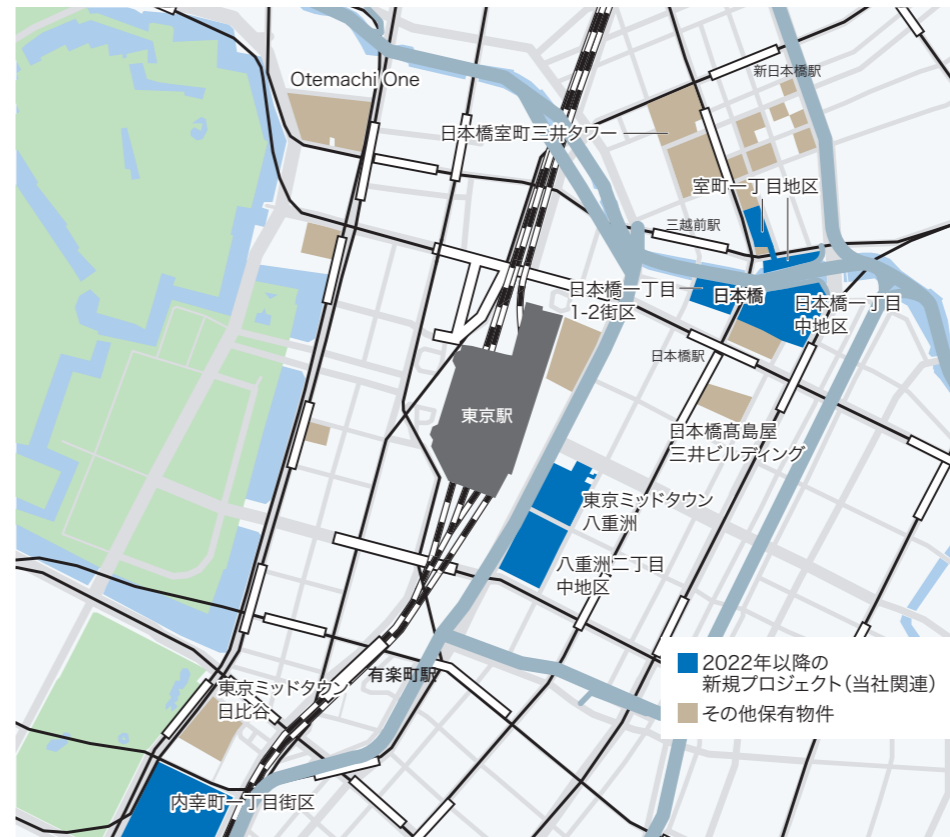 Otemachi One
新日本橋駅
日本橋室町三井タワー
室町一丁目地区
三越前駅
日本橋一丁目
1-2街区
日本橋
日本橋一丁目
中地区
日本橋駅
東京駅
日本橋髙島屋
三井ビルディング
東京ミッドタウン
八重洲
八重洲二丁目
中地区
有楽町駅
東京ミッドタウン
日比谷
内幸町一丁目街区
2022年以降の
新規プロジェクト(当社関連)
その他保有物件